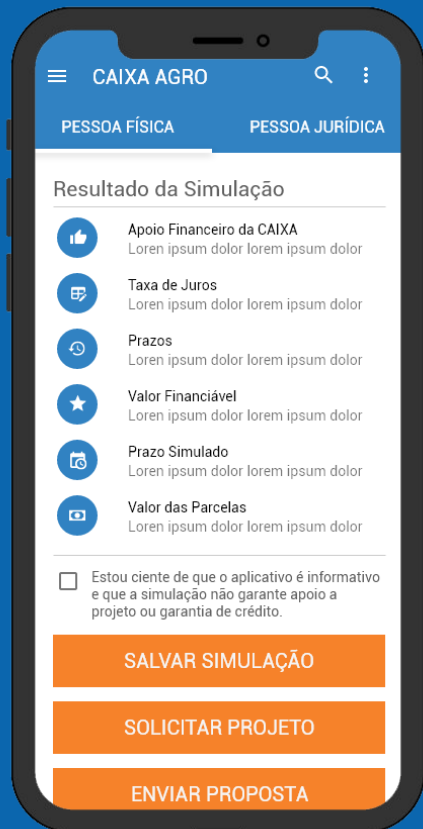 CAIXA AGRO
PESSOA FÍSICA
PESSOA JURÍDICA
Resultado da Simulação
Apoio Financeiro da CAIXA
Loren ipsum dolor lorem ipsum dolor
Taxa de Juros
Loren ipsum dolor lorem ipsum dolor
Prazos
Loren ipsum dolor lorem ipsum dolor
Valor Financiável
Loren ipsum dolor lorem ipsum dolor
Prazo Simulado
Loren ipsum dolor lorem ipsum dolor
Valor das Parcelas
Loren ipsum dolor lorem ipsum dolor
Estou ciente de que o aplicativo é informativo
e que a simulação não garante apoio a
projeto ou garantia de crédito.
SALVAR SIMULAÇÃO
SOLICITAR PROJETO
ENVIAR PROPOSTA